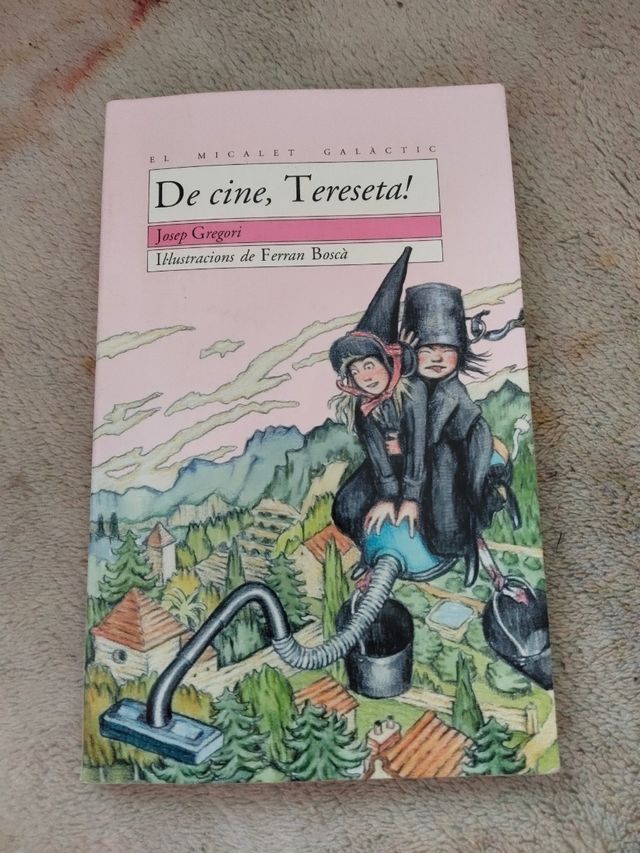 EL MICALET GALÀCTIC
De cine, Tereseta!
Josep Gregori
Il·lustracions de Ferran Boscà